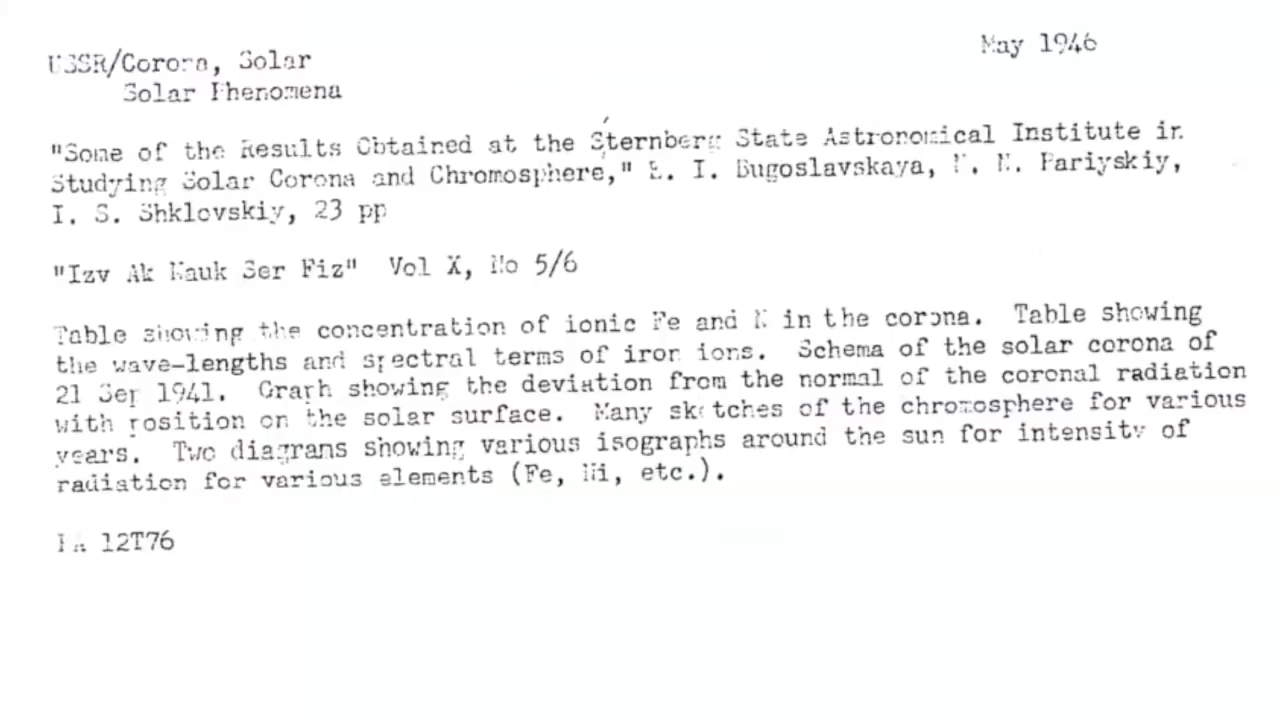 May 1946
USSR/Corona, Solar
Solar Phenomena
"Some of the Results Obtained at the Sternberg State Astronomical Institute in
Studying Solar Corona and Chromosphere," E. I. Bugoslavskaya, N. N. Pariyskiy,
I. S. Shklovskiy, 23 pp
"Izv Ak Nauk Ser Fiz" Vol X, No 5/6
Table showing the concentration of ionic Fe and N in the corona. Table showing
the wave-lengths and spectral terms of iron ions. Schema of the solar corona of
21 Sep 1941. Graph showing the deviation from the normal of the coronal radiation
with position on the solar surface. Many sketches of the chromosphere for various
years. Two diagrams showing various isographs around the sun for intensity of
radiation for various elements (Fe, Ni, etc.).
12T76